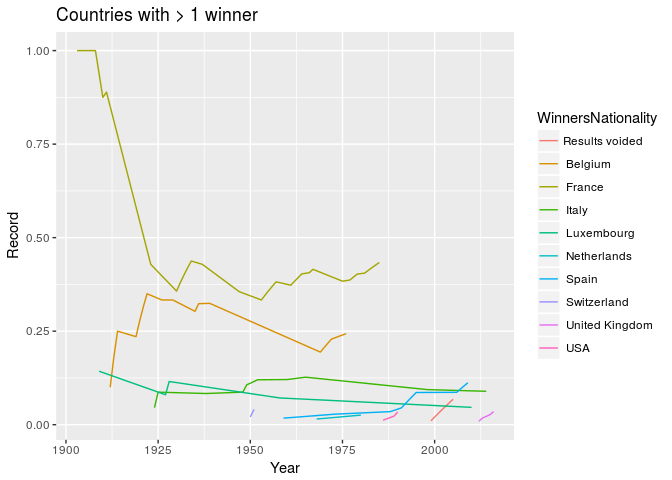 Countries with > 1 winner
1.00
0.75
0.50
0.25
0.00
Record
1900
1925
1950
1975
2000
Year
WinnersNationality
Results voided
Belgium
France
Italy
Luxembourg
Netherlands
Spain
Switzerland
United Kingdom
USA